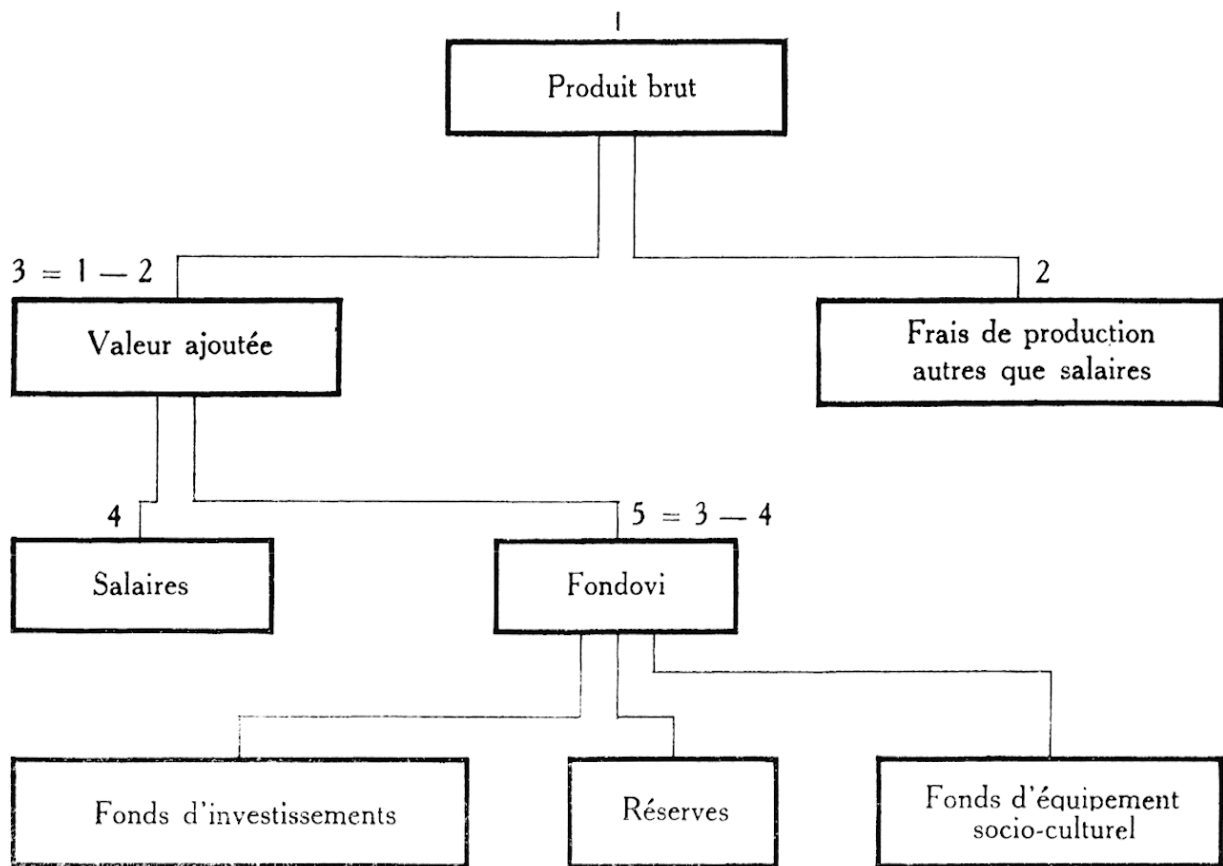 1
Produit brut
3 = 1 — 2
2
Valeur ajoutée
Frais de production
autres que salaires
4
5 = 3 — 4
Salaires
Fondovi
Fonds d'investissements
Réserves
Fonds d'équipement
socio-culturel